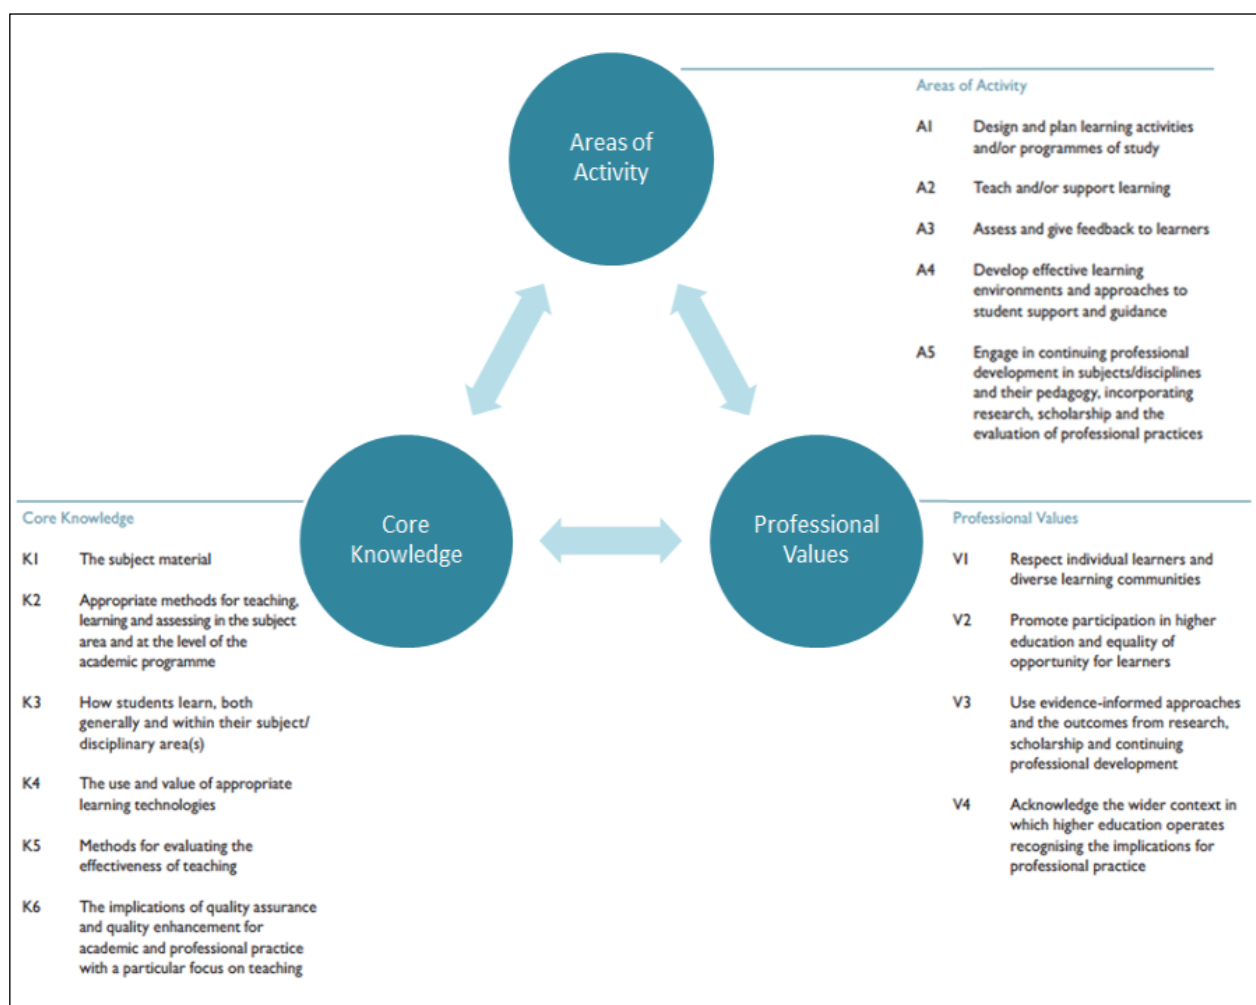 Areas of
Activity
Areas of Activity
A1 Design and plan learning activities
and/or programmes of study
A2 Teach and/or support learning
A3 Assess and give feedback to learners
A4 Develop effective learning
environments and approaches to
student support and guidance
A5 Engage in continuing professional
development in subjects/disciplines
and their pedagogy, incorporating
research, scholarship and the
evaluation of professional practices
Core
Knowledge
Core Knowledge
K1 The subject material
K2 Appropriate methods for teaching,
learning and assessing in the subject
area and at the level of the
academic programme
K3 How students learn, both
generally and within their subject/
disciplinary area(s)
K4 The use and value of appropriate
learning technologies
K5 Methods for evaluating the
effectiveness of teaching
K6 The implications of quality assurance
and quality enhancement for
academic and professional practice
with a particular focus on teaching
Professional
Values
Professional Values
V1 Respect individual learners and
diverse learning communities
V2 Promote participation in higher
education and equality of
opportunity for learners
V3 Use evidence-informed approaches
and the outcomes from research,
scholarship and continuing
professional development
V4 Acknowledge the wider context in
which higher education operates
recognising the implications for
professional practice